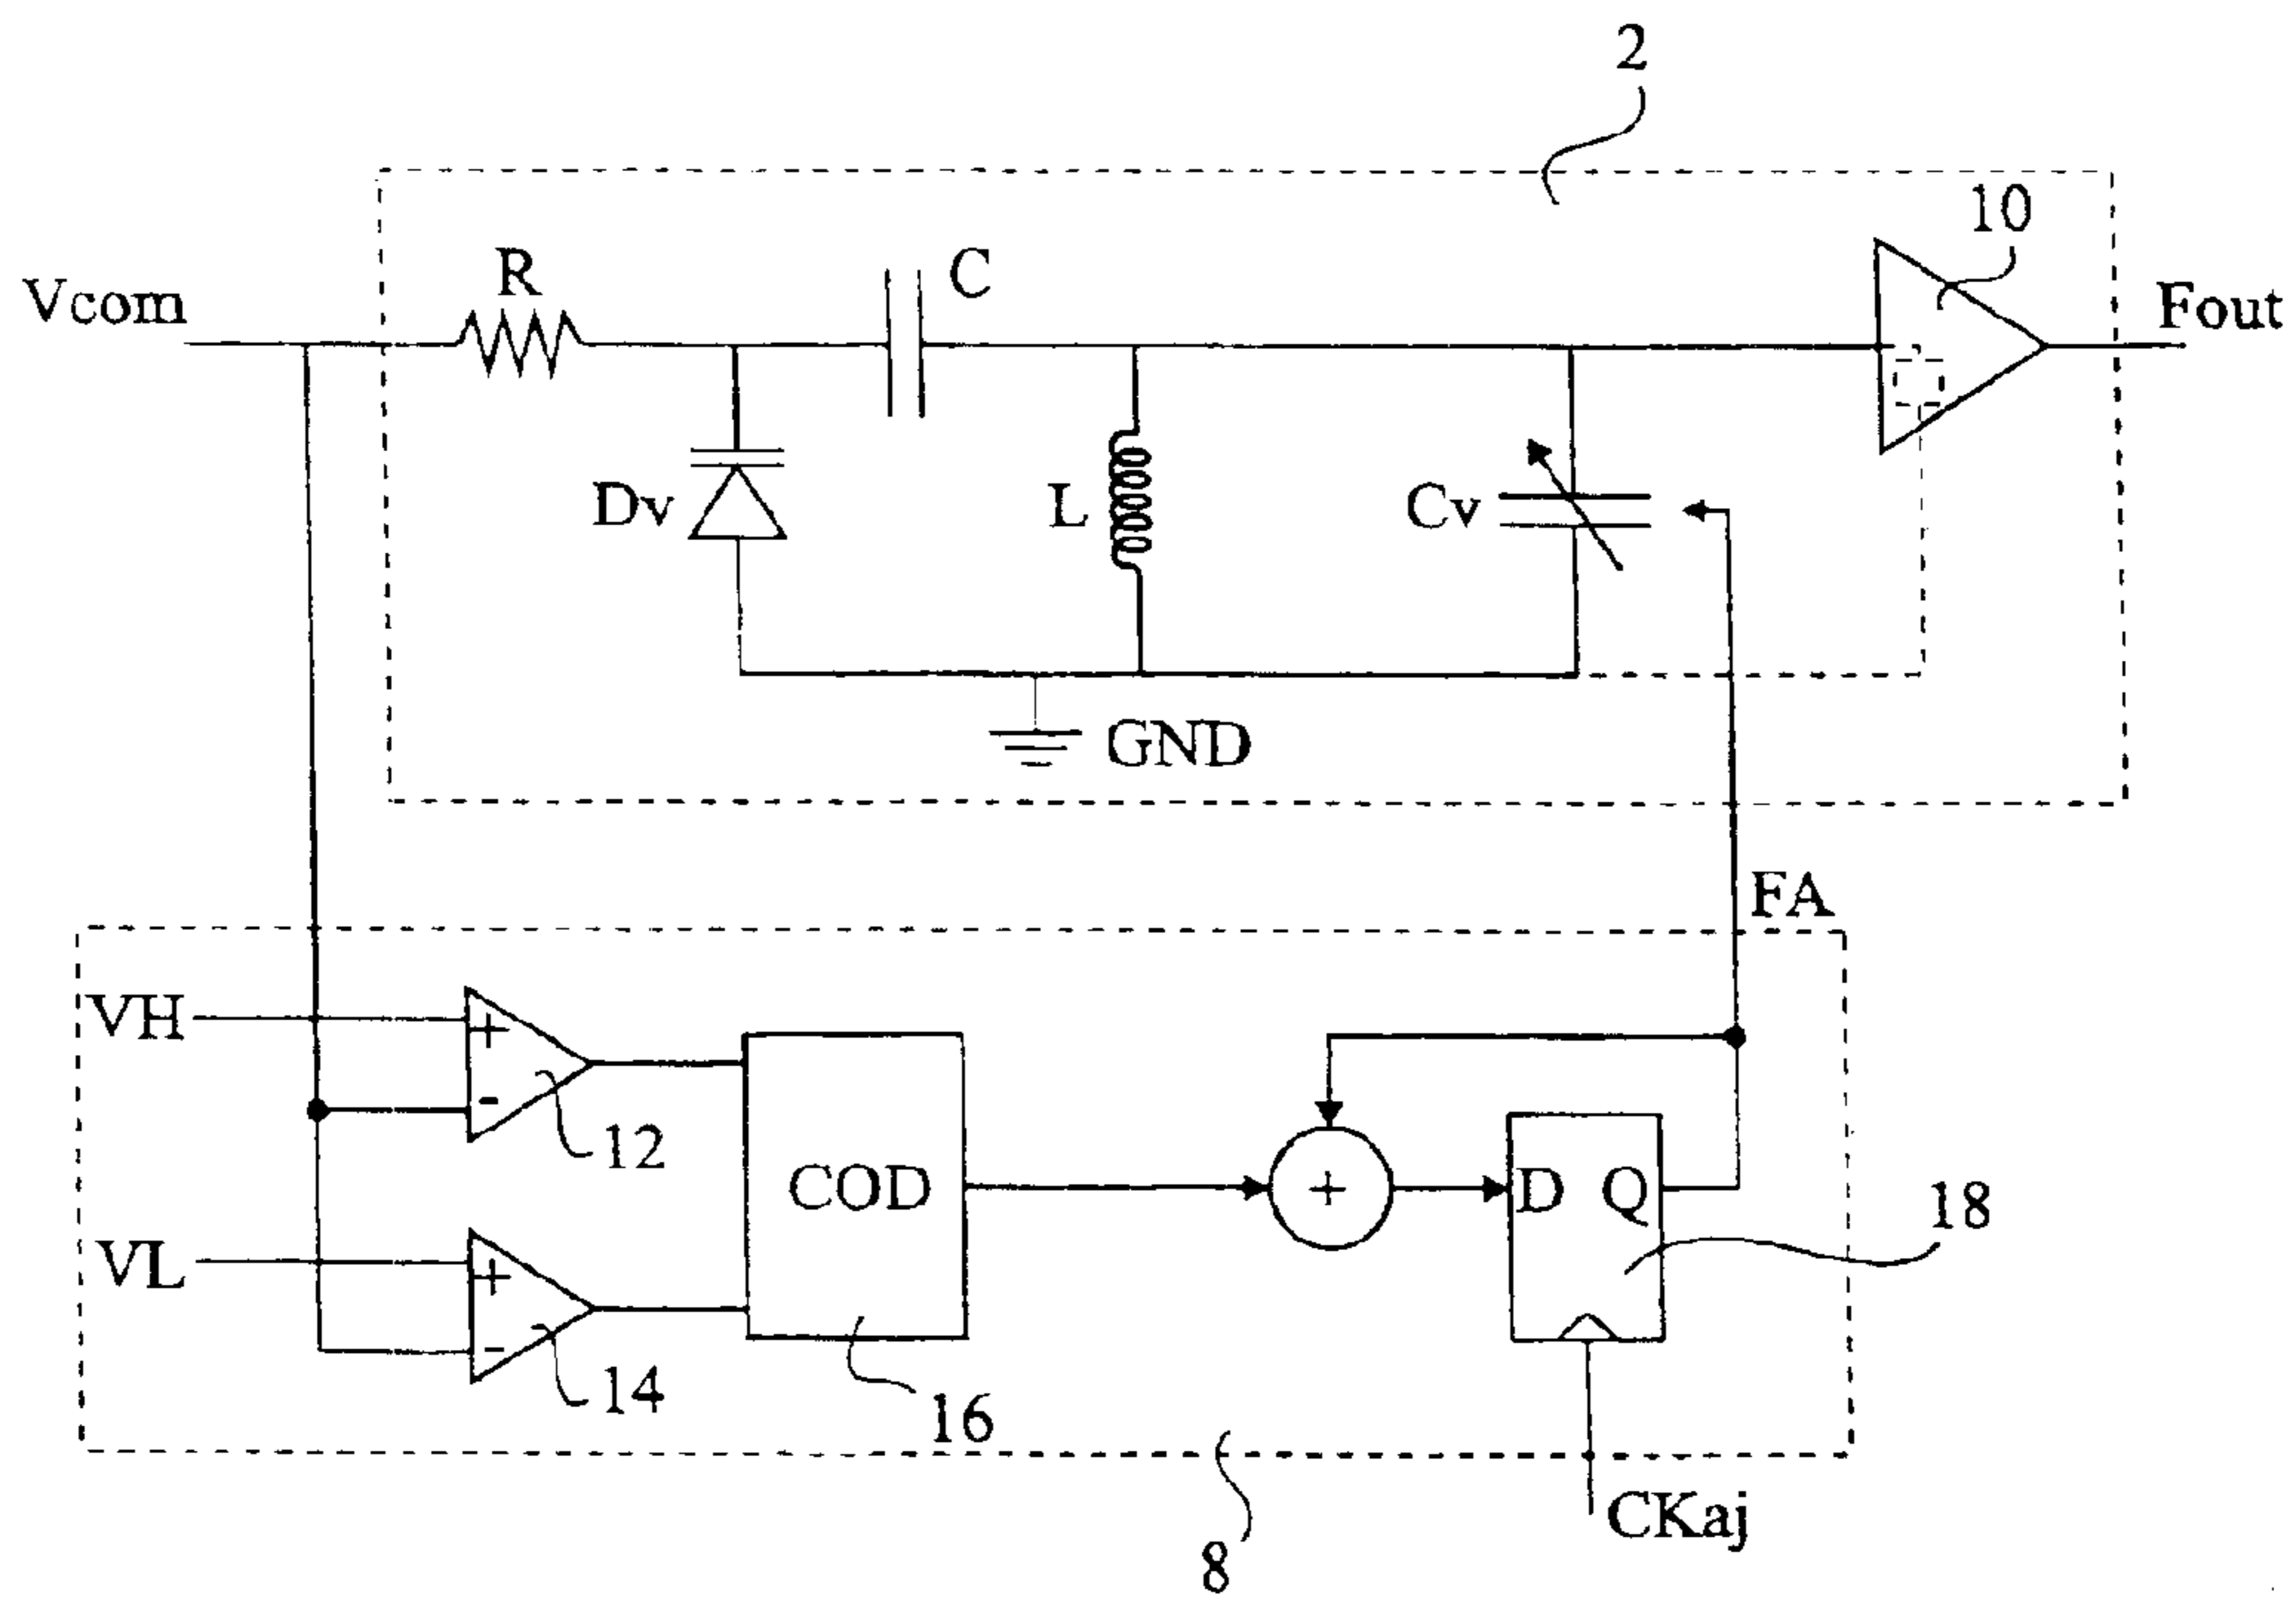 2
10
R
C
Vcom
Fout
Dv
L
Cv
GND
FA
VH
+
-
12
COD
+
D Q
18
VL
+
-
14
16
CKaj
8